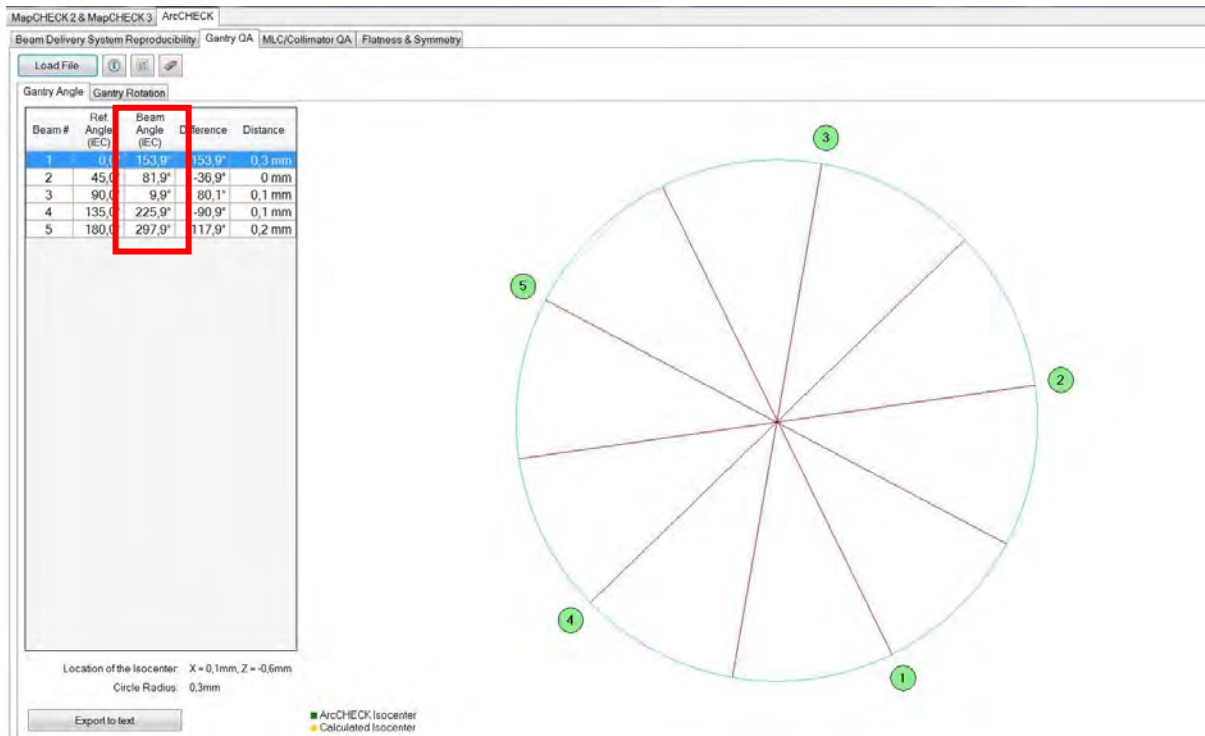 MapCHECK 2 & MapCHECK 3 ArcCHECK
Beam Delivery System Reproducibility Gantry QA MLC/Collimator QA Flatness & Symmetry
Load File
Gantry Angle Gantry Rotation
Beam # Ref. Angle (IEC) Beam Angle (IEC) Difference Distance
1 0,0° 153,9° 153,9° 0,3 mm
2 45,0° 81,9° -36,9° 0 mm
3 90,0° 9,9° 80,1° 0,1 mm
4 135,0° 225,9° -90,9° 0,1 mm
5 180,0° 297,9° 117,9° 0,2 mm
3
5
2
4
1
Location of the Isocenter: X = 0,1mm, Z = -0,6mm
Circle Radius: 0,3mm
Export to text
ArcCHECK Isocenter
Calculated Isocenter